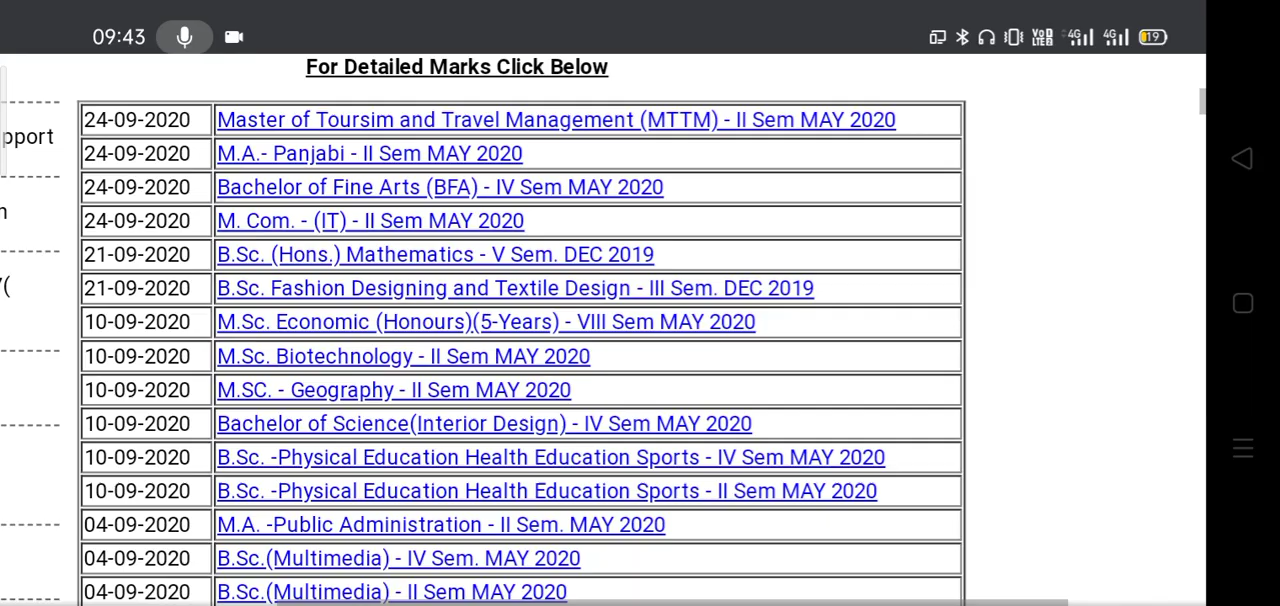 09:43
VoD LTED 4G 4G 19
For Detailed Marks Click Below
pport
24-09-2020 Master of Toursim and Travel Management (MTTM) - II Sem MAY 2020
24-09-2020 M.A.- Panjabi - II Sem MAY 2020
24-09-2020 Bachelor of Fine Arts (BFA) - IV Sem MAY 2020
n
24-09-2020 M. Com. - (IT) - II Sem MAY 2020
21-09-2020 B.Sc. (Hons.) Mathematics - V Sem. DEC 2019
(
21-09-2020 B.Sc. Fashion Designing and Textile Design - III Sem. DEC 2019
10-09-2020 M.Sc. Economic (Honours)(5-Years) - VIII Sem MAY 2020
10-09-2020 M.Sc. Biotechnology - II Sem MAY 2020
10-09-2020 M.SC. - Geography - II Sem MAY 2020
10-09-2020 Bachelor of Science(Interior Design) - IV Sem MAY 2020
10-09-2020 B.Sc. -Physical Education Health Education Sports - IV Sem MAY 2020
10-09-2020 B.Sc. -Physical Education Health Education Sports - II Sem MAY 2020
04-09-2020 M.A. -Public Administration - II Sem. MAY 2020
04-09-2020 B.Sc.(Multimedia) - IV Sem. MAY 2020
04-09-2020 B.Sc.(Multimedia) - II Sem MAY 2020